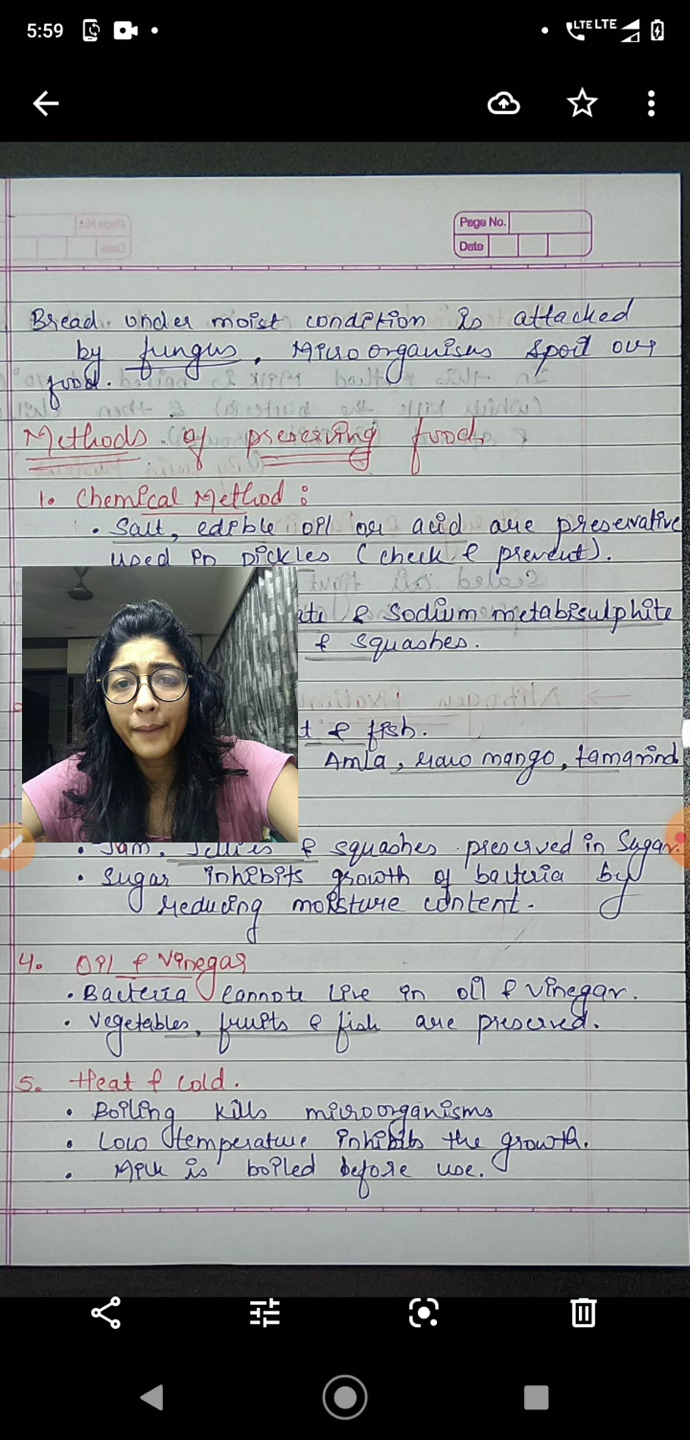 5:59
LTE LTE
Page No.
Date
Bread under moist condition is attacked
by fungus. Microorganisms spoil our
food.
Methods of preserving food.
1. Chemical Method :
• Salt, edible oil or acid are preservative
used in pickles (check & prevent).
& Sodium metabisulphite
& squashes.
& fish.
Amla, raw mango, tamarind
• Jam, Jellies & squashes preserved in Sugar.
• Sugar inhibits growth of bacteria by
reducing moisture content.
4. Oil & Vinegar
• Bacteria cannote live in oil & vinegar.
• Vegetables, fruits & fish are preserved.
5. Heat & cold.
• Boiling kills microorganisms
• Low temperature inhibits the growth.
• Milk is boiled before use.